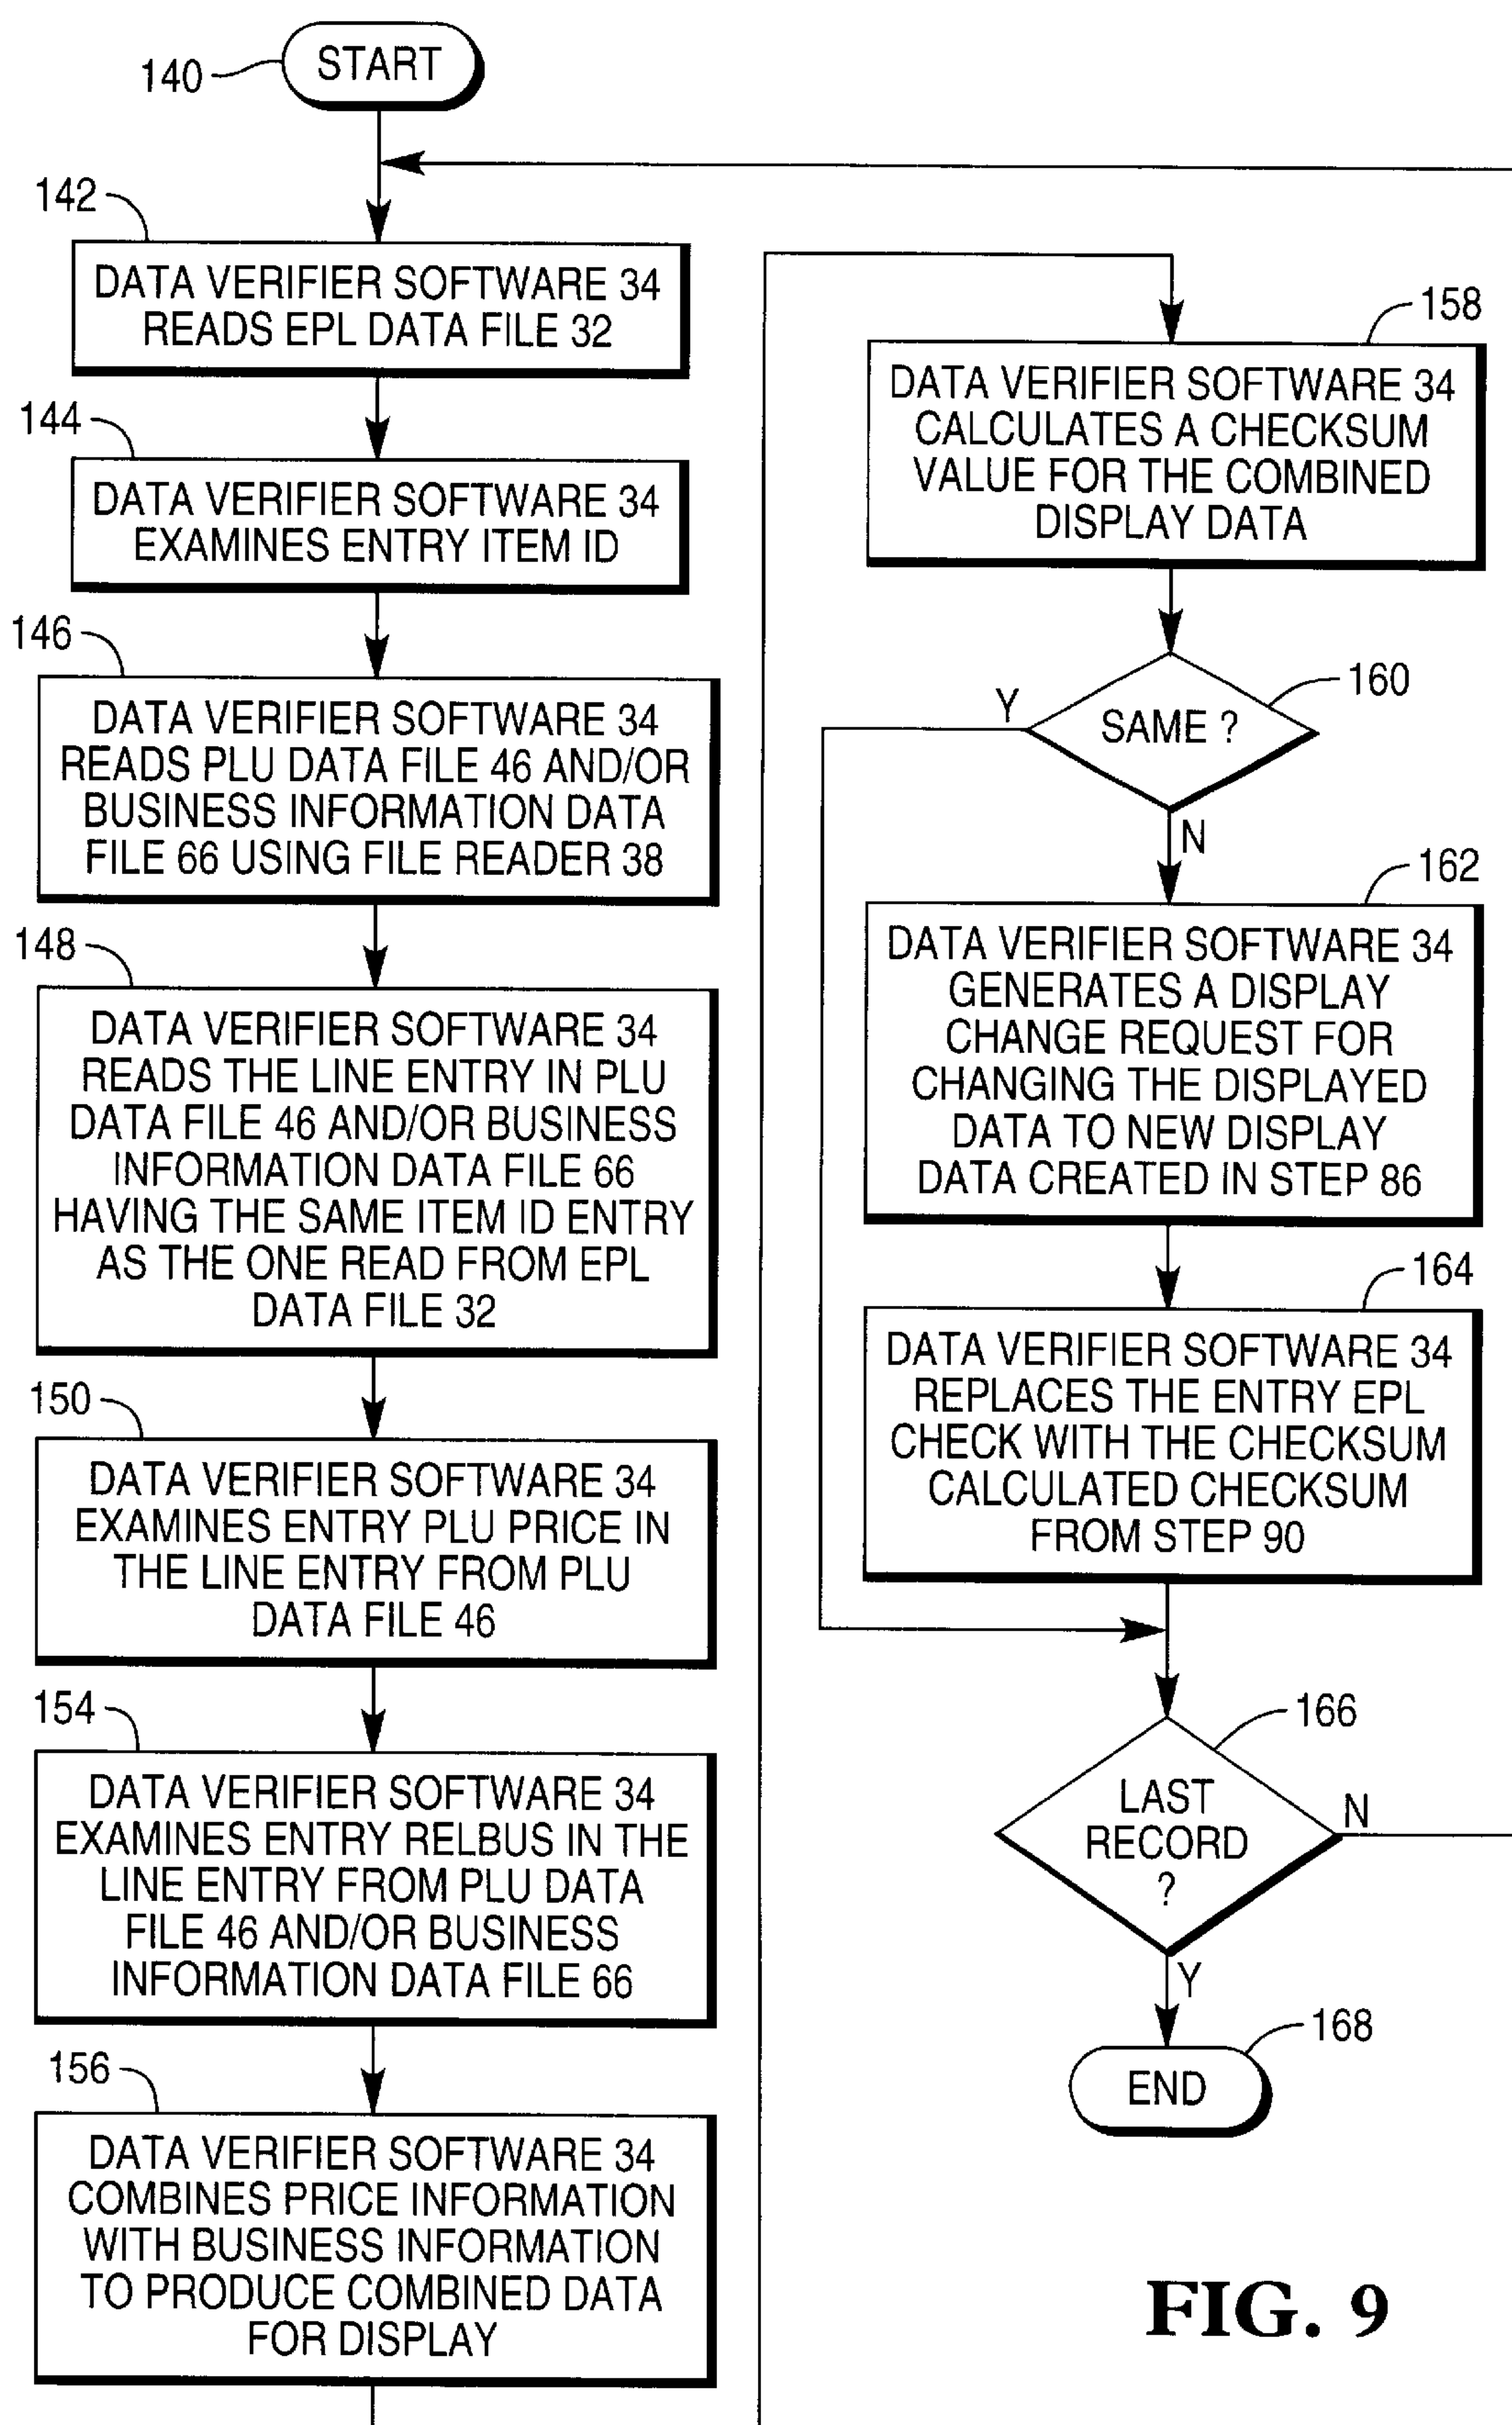 140
START
142
DATA VERIFIER SOFTWARE 34
READS EPL DATA FILE 32
144
DATA VERIFIER SOFTWARE 34
EXAMINES ENTRY ITEM ID
146
DATA VERIFIER SOFTWARE 34
READS PLU DATA FILE 46 AND/OR
BUSINESS INFORMATION DATA
FILE 66 USING FILE READER 38
148
DATA VERIFIER SOFTWARE 34
READS THE LINE ENTRY IN PLU
DATA FILE 46 AND/OR BUSINESS
INFORMATION DATA FILE 66
HAVING THE SAME ITEM ID ENTRY
AS THE ONE READ FROM EPL
DATA FILE 32
150
DATA VERIFIER SOFTWARE 34
EXAMINES ENTRY PLU PRICE IN
THE LINE ENTRY FROM PLU
DATA FILE 46
154
DATA VERIFIER SOFTWARE 34
EXAMINES ENTRY RELBUS IN THE
LINE ENTRY FROM PLU DATA
FILE 46 AND/OR BUSINESS
INFORMATION DATA FILE 66
156
DATA VERIFIER SOFTWARE 34
COMBINES PRICE INFORMATION
WITH BUSINESS INFORMATION
TO PRODUCE COMBINED DATA
FOR DISPLAY
158
DATA VERIFIER SOFTWARE 34
CALCULATES A CHECKSUM
VALUE FOR THE COMBINED
DISPLAY DATA
160
Y
SAME ?
N
162
DATA VERIFIER SOFTWARE 34
GENERATES A DISPLAY
CHANGE REQUEST FOR
CHANGING THE DISPLAYED
DATA TO NEW DISPLAY
DATA CREATED IN STEP 86
164
DATA VERIFIER SOFTWARE 34
REPLACES THE ENTRY EPL
CHECK WITH THE CHECKSUM
CALCULATED CHECKSUM
FROM STEP 90
166
LAST
RECORD
?
N
Y
168
END
FIG. 9